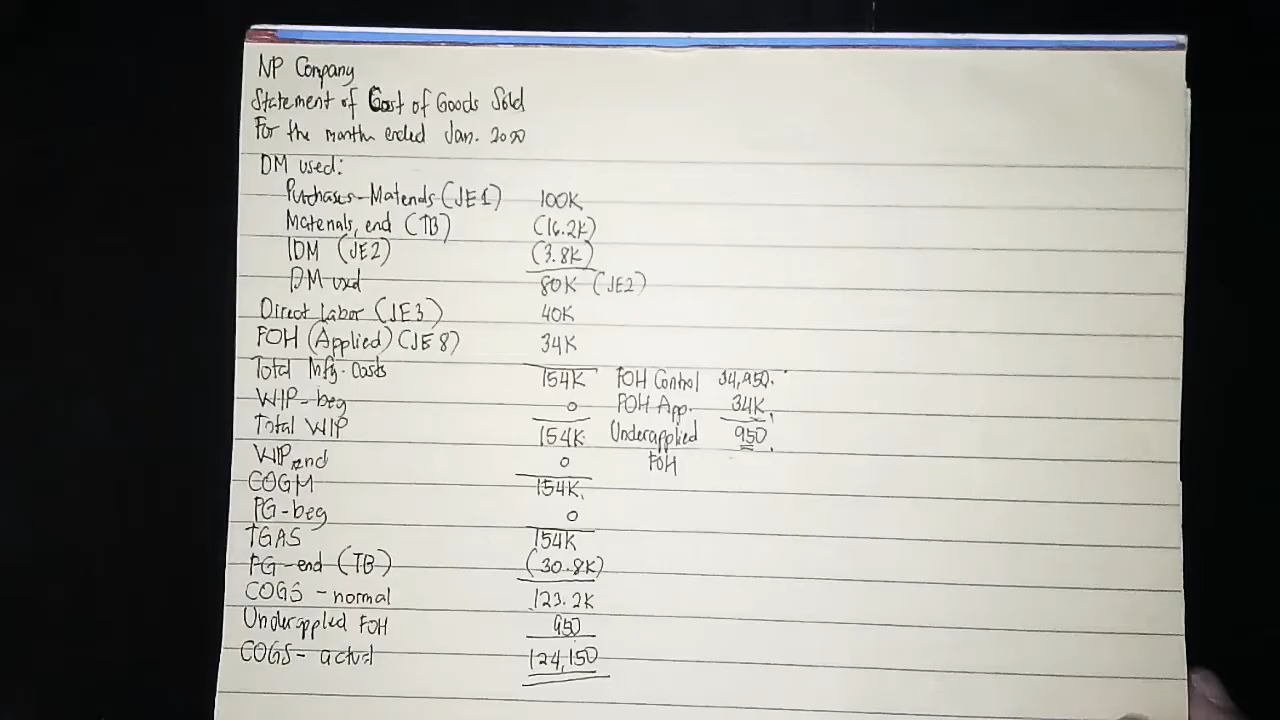 NP Company
Statement of Cost of Goods Sold
For the month ended Jan. 2020
DM used:
Purchases-Materials (JE1) 100K
Materials, end (TB) (16.2K)
IDM (JE2) (3.8K)
DM used 80K (JE2)
Direct Labor (JE3) 40K
FOH (Applied) (JE8) 34K
Total Mfg. Costs 154K FOH Control 34,950.
WIP-beg 0 FOH App. 34K
Total WIP 154K Underapplied 950
WIP, end 0 FOH
COGM 154K
FG-beg 0
TGAS 154K
FG-end (TB) (30.8K)
COGS - normal 123.2K
Underapplied FOH 950
COGS- actual 124,150